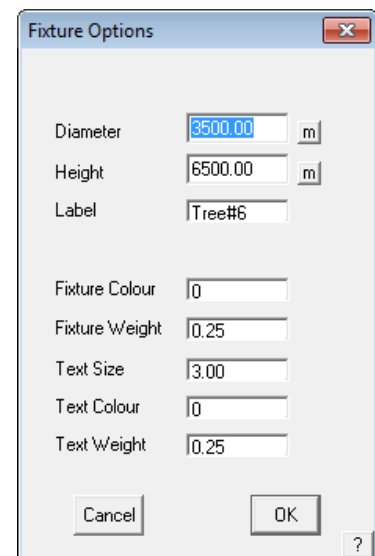 Fixture Options
Diameter 3500.00 m
Height 6500.00 m
Label Tree#6
Fixture Colour 0
Fixture Weight 0.25
Text Size 3.00
Text Colour 0
Text Weight 0.25
Cancel OK
?